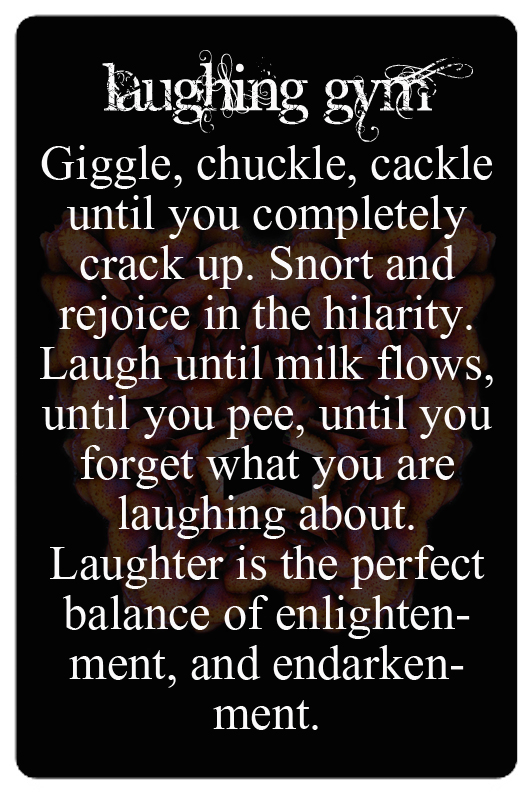 laughing gym
Giggle, chuckle, cackle
until you completely
crack up. Snort and
rejoice in the hilarity.
Laugh until milk flows,
until you pee, until you
forget what you are
laughing about.
Laughter is the perfect
balance of enlighten-
ment, and endarken-
ment.